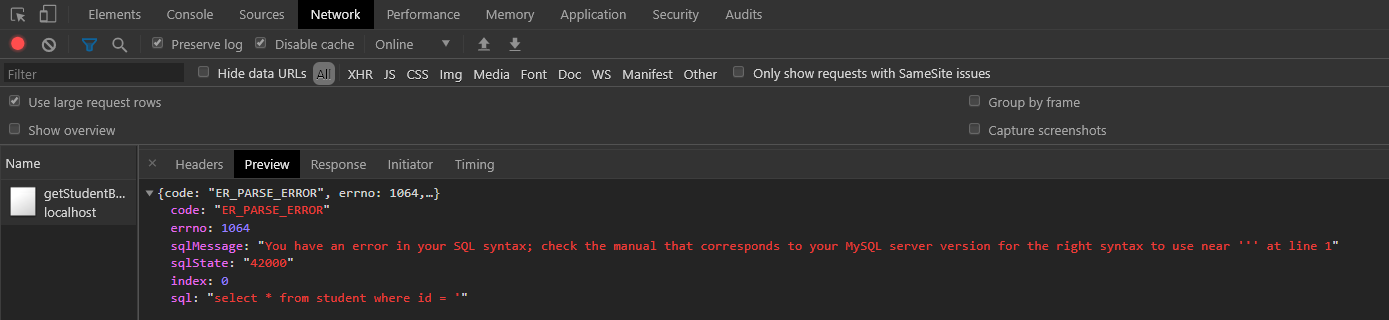 Elements Console Sources Network Performance Memory Application Security Audits
Preserve log Disable cache Online
Filter Hide data URLs All XHR JS CSS Img Media Font Doc WS Manifest Other Only show requests with SameSite issues
Use large request rows Group by frame
Show overview Capture screenshots
Name × Headers Preview Response Initiator Timing
{code: "ER_PARSE_ERROR", errno: 1064,…}
getStudentB...
code: "ER_PARSE_ERROR"
localhost
errno: 1064
sqlMessage: "You have an error in your SQL syntax; check the manual that corresponds to your MySQL server version for the right syntax to use near ''' at line 1"
sqlState: "42000"
index: 0
sql: "select * from student where id = '"